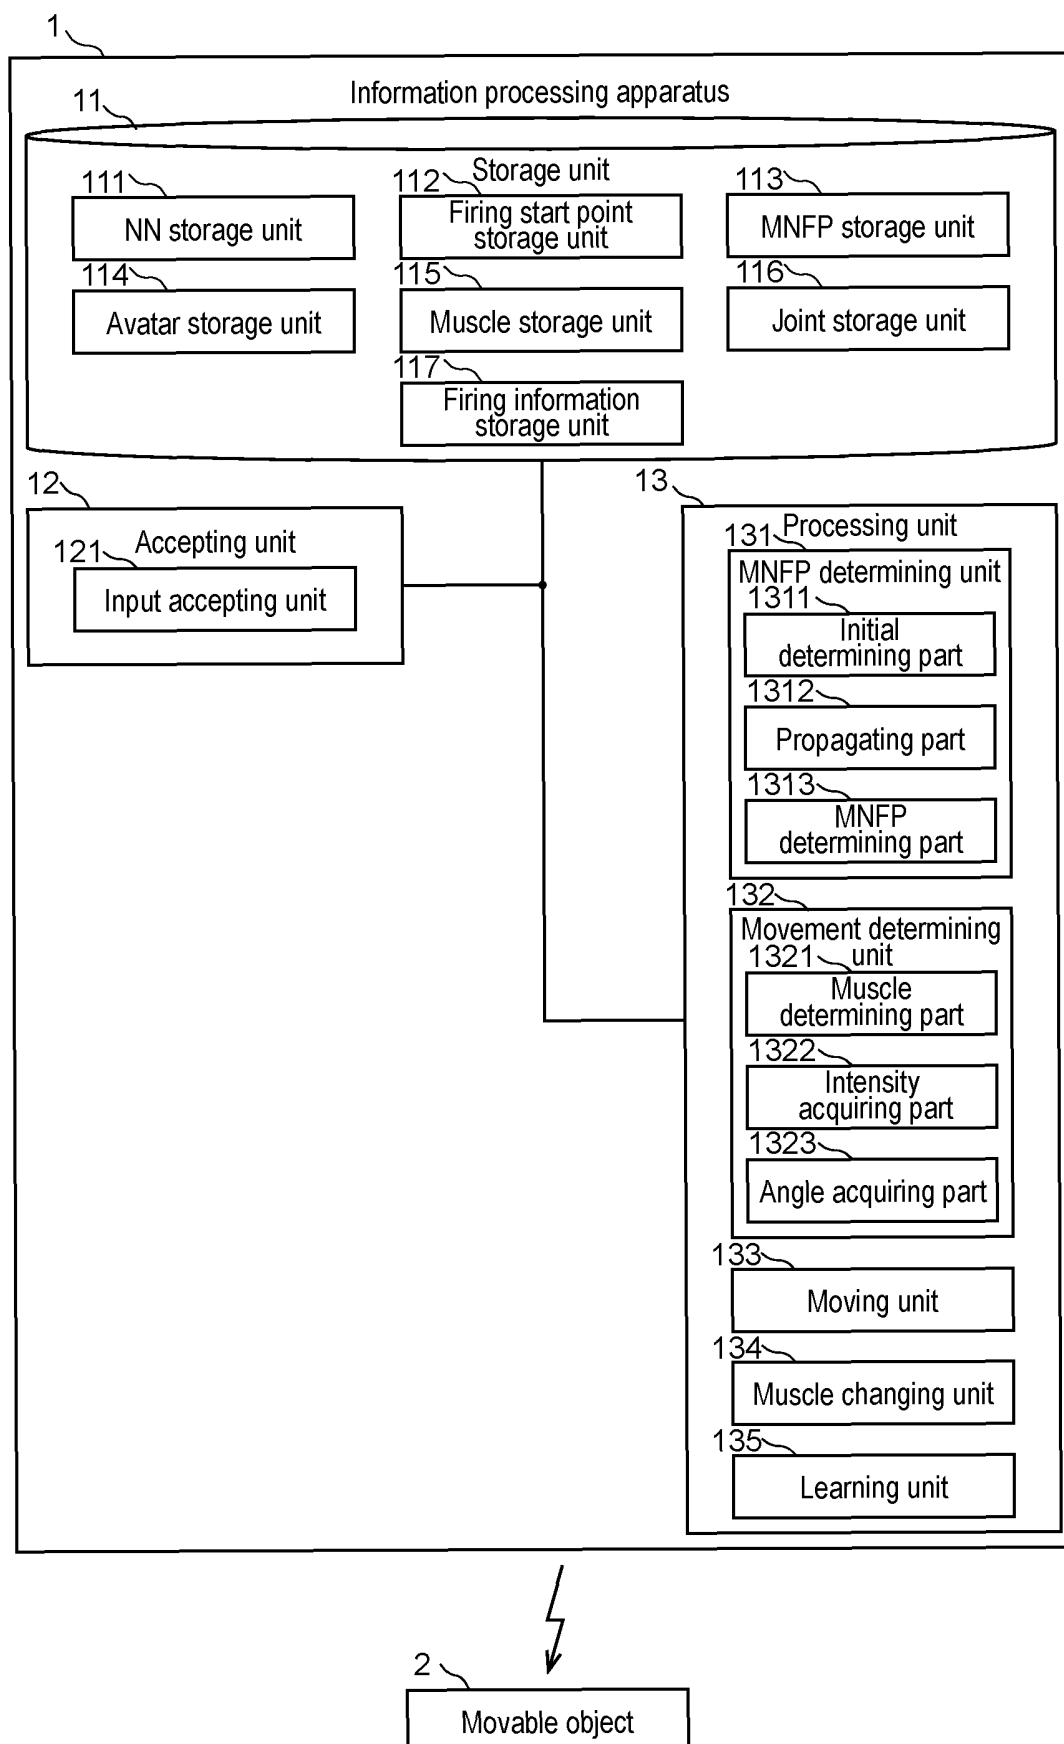 1
Information processing apparatus
11
Storage unit
111
NN storage unit
112
Firing start point
storage unit
113
MNFP storage unit
114
Avatar storage unit
115
Muscle storage unit
116
Joint storage unit
117
Firing information
storage unit
12
Accepting unit
121
Input accepting unit
13
Processing unit
131
MNFP determining unit
1311
Initial
determining part
1312
Propagating part
1313
MNFP
determining part
132
Movement determining
unit
1321
Muscle
determining part
1322
Intensity
acquiring part
1323
Angle acquiring part
133
Moving unit
134
Muscle changing unit
135
Learning unit
2
Movable object